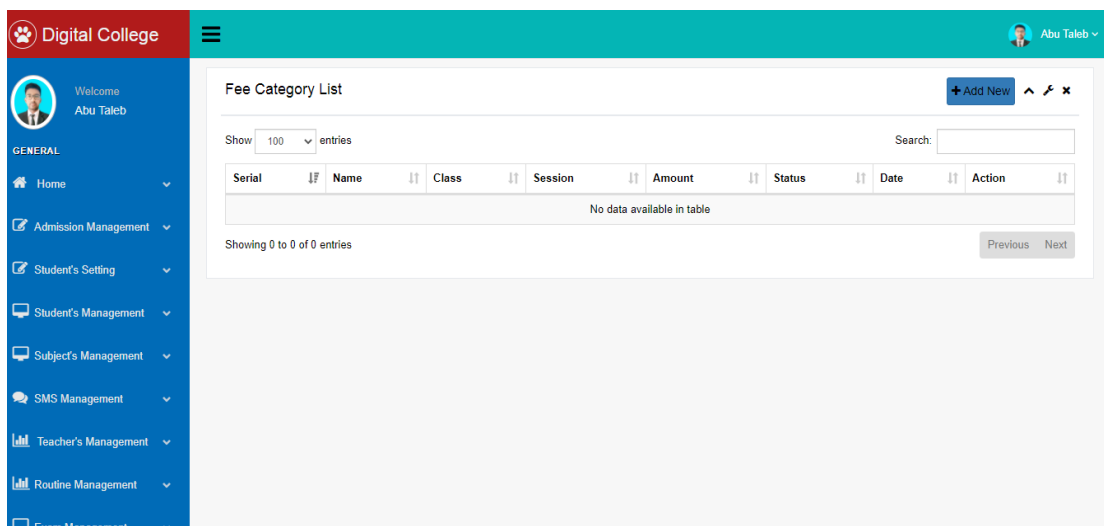 Digital College
Abu Taleb
Welcome
Abu Taleb
GENERAL
Home
Admission Management
Student's Setting
Student's Management
Subject's Management
SMS Management
Teacher's Management
Routine Management
Exam Management
Fee Category List
+ Add New
Show 100 entries
Search:
Serial Name Class Session Amount Status Date Action
No data available in table
Showing 0 to 0 of 0 entries
Previous Next